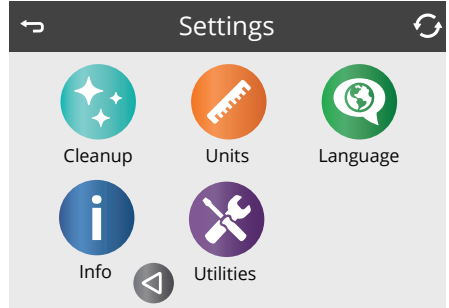 Settings
Cleanup
Units
Language
Info
Utilities